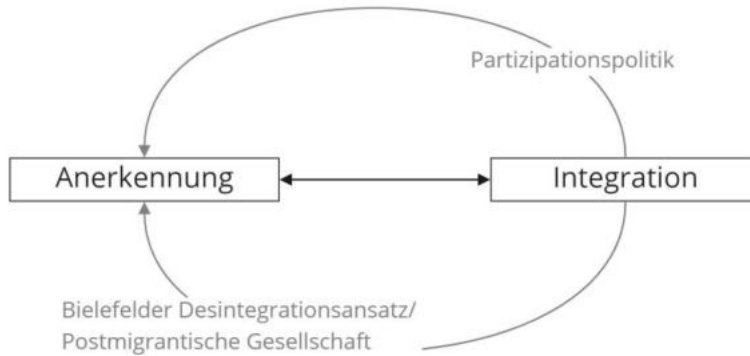 Partizipationspolitik
Anerkennung
Integration
Bielefelder Desintegrationsansatz/
Postmigrantische Gesellschaft